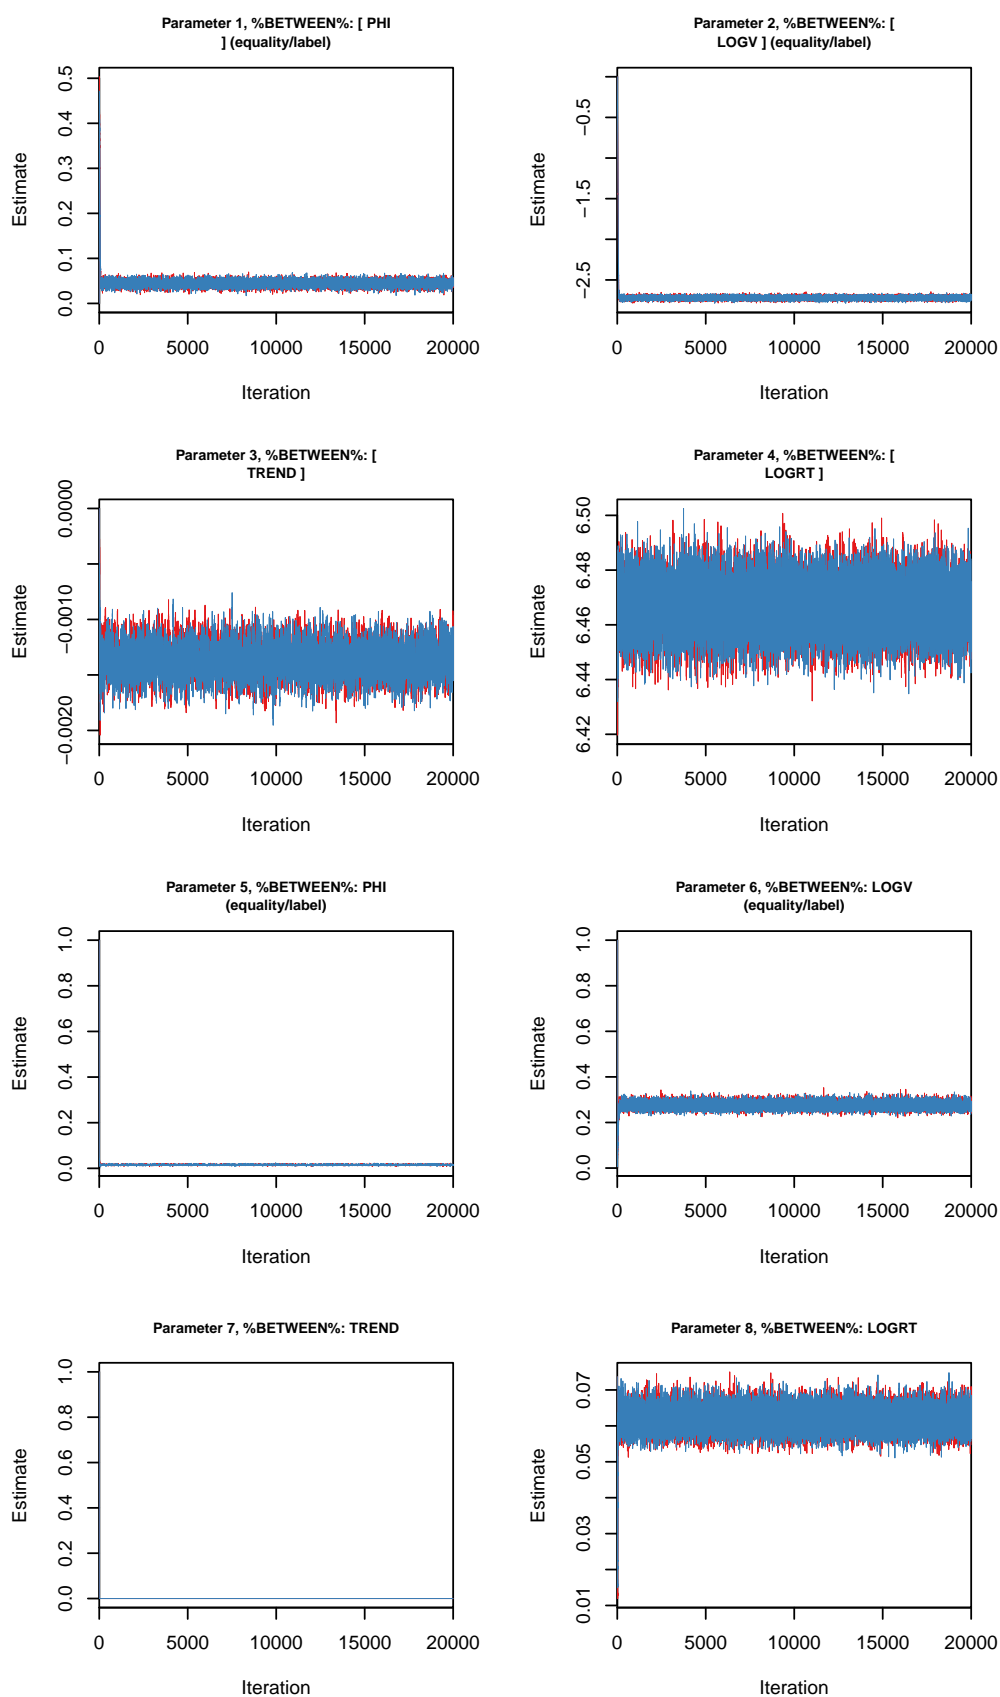 Parameter 1, %BETWEEN%: [ PHI
] (equality/label)
Estimate
0.0 0.1 0.2 0.3 0.4 0.5
0 5000 10000 15000 20000
Iteration
Parameter 2, %BETWEEN%: [
LOGV ] (equality/label)
Estimate
−2.5 −1.5 −0.5
0 5000 10000 15000 20000
Iteration
Parameter 3, %BETWEEN%: [
TREND ]
Estimate
−0.0020 −0.0010 0.0000
0 5000 10000 15000 20000
Iteration
Parameter 4, %BETWEEN%: [
LOGRT ]
Estimate
6.42 6.44 6.46 6.48 6.50
0 5000 10000 15000 20000
Iteration
Parameter 5, %BETWEEN%: PHI
(equality/label)
Estimate
0.0 0.2 0.4 0.6 0.8 1.0
0 5000 10000 15000 20000
Iteration
Parameter 6, %BETWEEN%: LOGV
(equality/label)
Estimate
0.0 0.2 0.4 0.6 0.8 1.0
0 5000 10000 15000 20000
Iteration
Parameter 7, %BETWEEN%: TREND
Estimate
0.0 0.2 0.4 0.6 0.8 1.0
0 5000 10000 15000 20000
Iteration
Parameter 8, %BETWEEN%: LOGRT
Estimate
0.01 0.03 0.05 0.07
0 5000 10000 15000 20000
Iteration